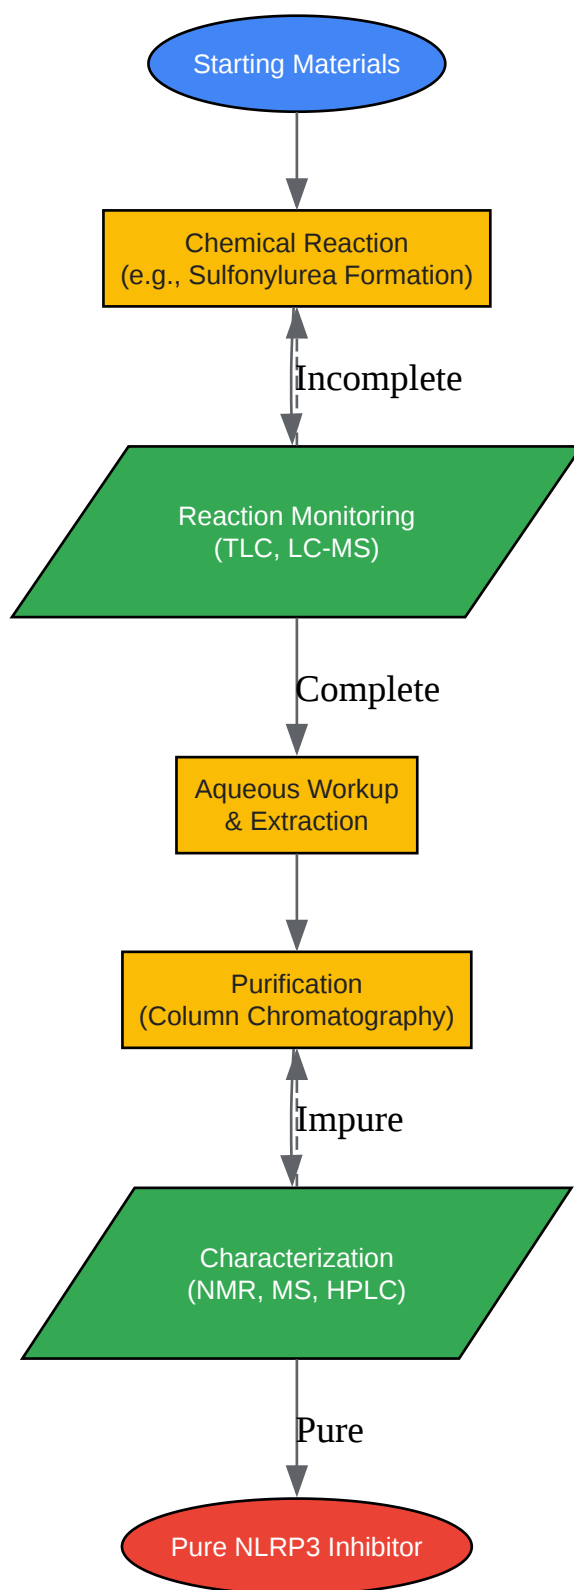 Starting Materials
Chemical Reaction
(e.g., Sulfonylurea Formation)
Incomplete
Reaction Monitoring
(TLC, LC-MS)
Complete
Aqueous Workup
& Extraction
Purification
(Column Chromatography)
Impure
Characterization
(NMR, MS, HPLC)
Pure
Pure NLRP3 Inhibitor